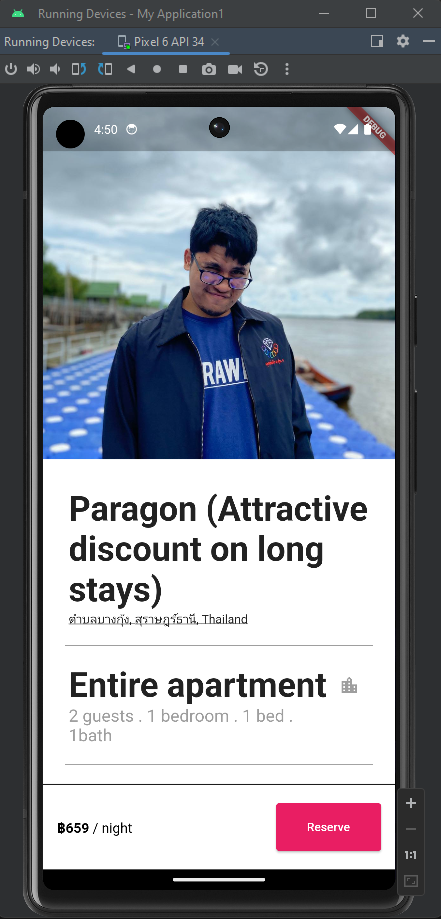 Running Devices - My Application1
Running Devices:
Pixel 6 API 34
4:50
DEBUG
RAW
Paragon (Attractive
discount on long
stays)
ตำบลบางกุ้ง, สุราษฎร์ธานี, Thailand
Entire apartment
2 guests . 1 bedroom . 1 bed .
1bath
฿659 / night
Reserve
1:1